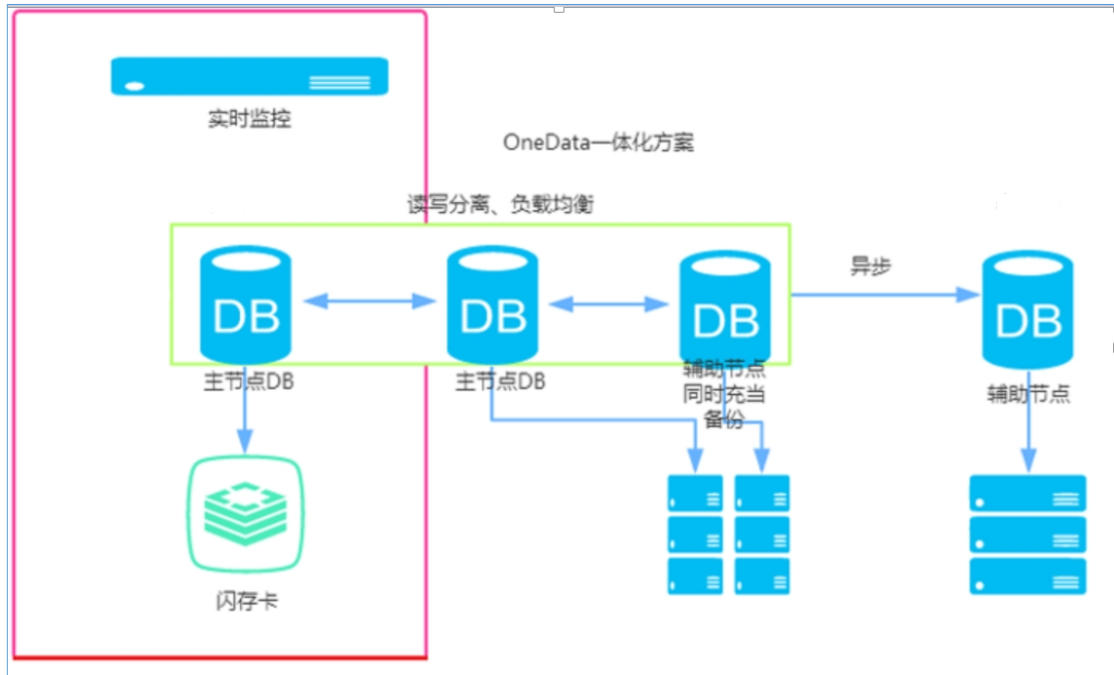 实时监控
OneData一体化方案
读写分离、负载均衡
异步
DB
DB
DB
DB
主节点DB
主节点DB
辅助节点
同时充当
备份
辅助节点
闪存卡